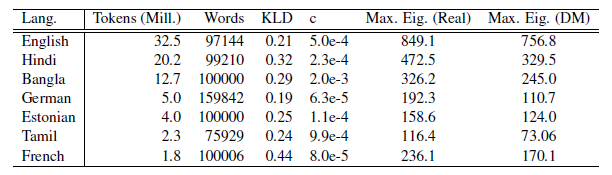 Lang. Tokens (Mill.) Words KLD c Max. Eig. (Real) Max. Eig. (DM)
English 32.5 97144 0.21 5.0e-4 849.1 756.8
Hindi 20.2 99210 0.32 2.3e-4 472.5 329.5
Bangla 12.7 100000 0.29 2.0e-3 326.2 245.0
German 5.0 159842 0.19 6.3e-5 192.3 110.7
Estonian 4.0 100000 0.25 1.1e-4 158.6 124.0
Tamil 2.3 75929 0.24 9.9e-4 116.4 73.06
French 1.8 100006 0.44 8.0e-5 236.1 170.1